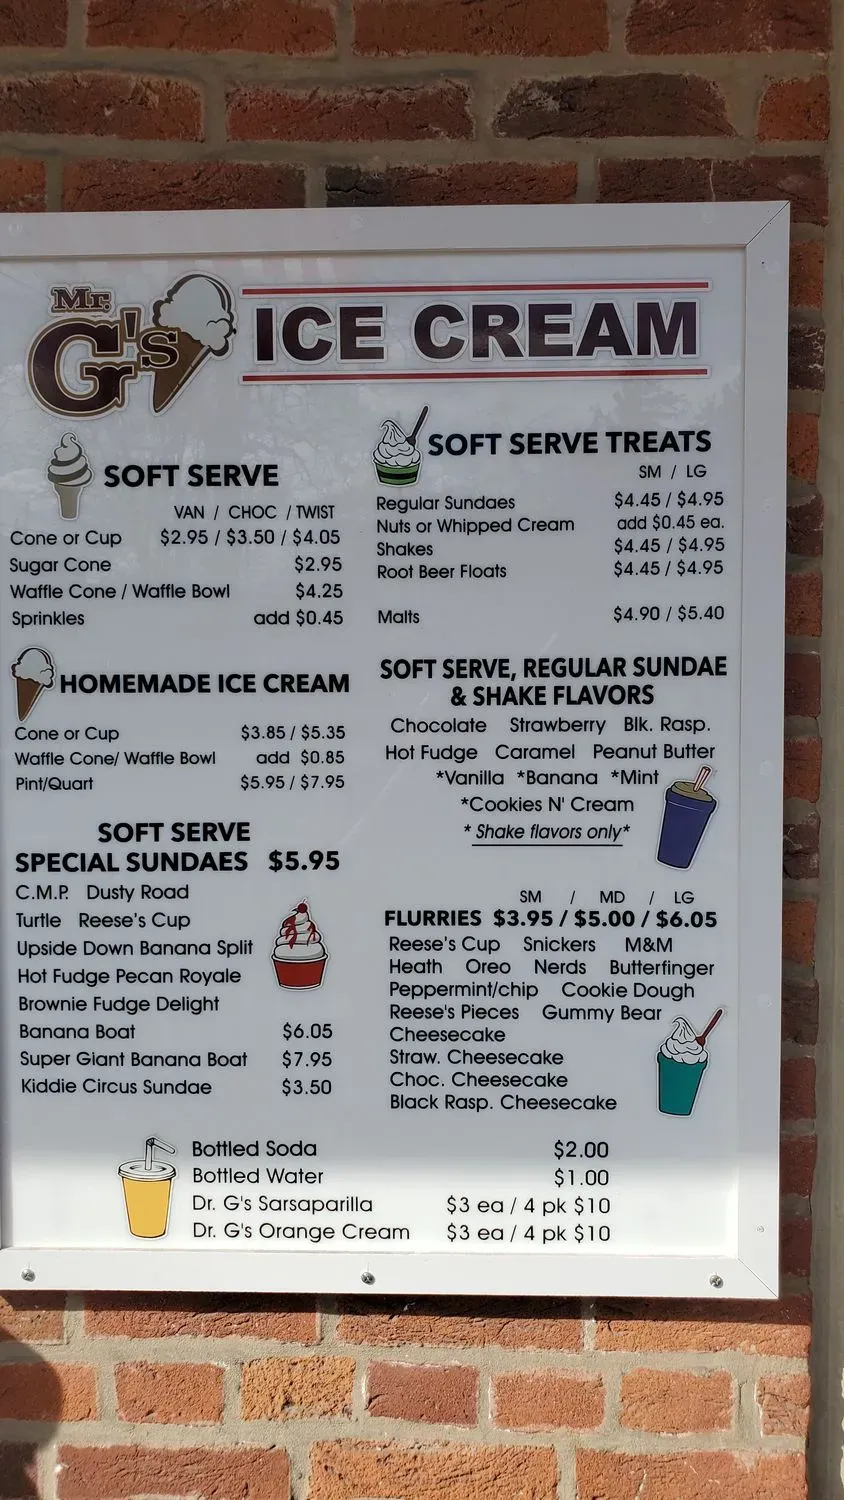 Mr. G's
ICE CREAM
SOFT SERVE
VAN / CHOC / TWIST
Cone or Cup $2.95 / $3.50 / $4.05
Sugar Cone $2.95
Waffle Cone / Waffle Bowl $4.25
Sprinkles add $0.45
HOMEMADE ICE CREAM
Cone or Cup $3.85 / $5.35
Waffle Cone/ Waffle Bowl add $0.85
Pint/Quart $5.95 / $7.95
SOFT SERVE
SPECIAL SUNDAES $5.95
C.M.P. Dusty Road
Turtle Reese's Cup
Upside Down Banana Split
Hot Fudge Pecan Royale
Brownie Fudge Delight
Banana Boat $6.05
Super Giant Banana Boat $7.95
Kiddie Circus Sundae $3.50
SOFT SERVE TREATS
SM / LG
Regular Sundaes $4.45 / $4.95
Nuts or Whipped Cream add $0.45 ea.
Shakes $4.45 / $4.95
Root Beer Floats $4.45 / $4.95
Malts $4.90 / $5.40
SOFT SERVE, REGULAR SUNDAE
& SHAKE FLAVORS
Chocolate Strawberry Blk. Rasp.
Hot Fudge Caramel Peanut Butter
*Vanilla *Banana *Mint
*Cookies N' Cream
* Shake flavors only*
SM / MD / LG
FLURRIES $3.95 / $5.00 / $6.05
Reese's Cup Snickers M&M
Heath Oreo Nerds Butterfinger
Peppermint/chip Cookie Dough
Reese's Pieces Gummy Bear
Cheesecake
Straw. Cheesecake
Choc. Cheesecake
Black Rasp. Cheesecake
Bottled Soda $2.00
Bottled Water $1.00
Dr. G's Sarsaparilla $3 ea / 4 pk $10
Dr. G's Orange Cream $3 ea / 4 pk $10